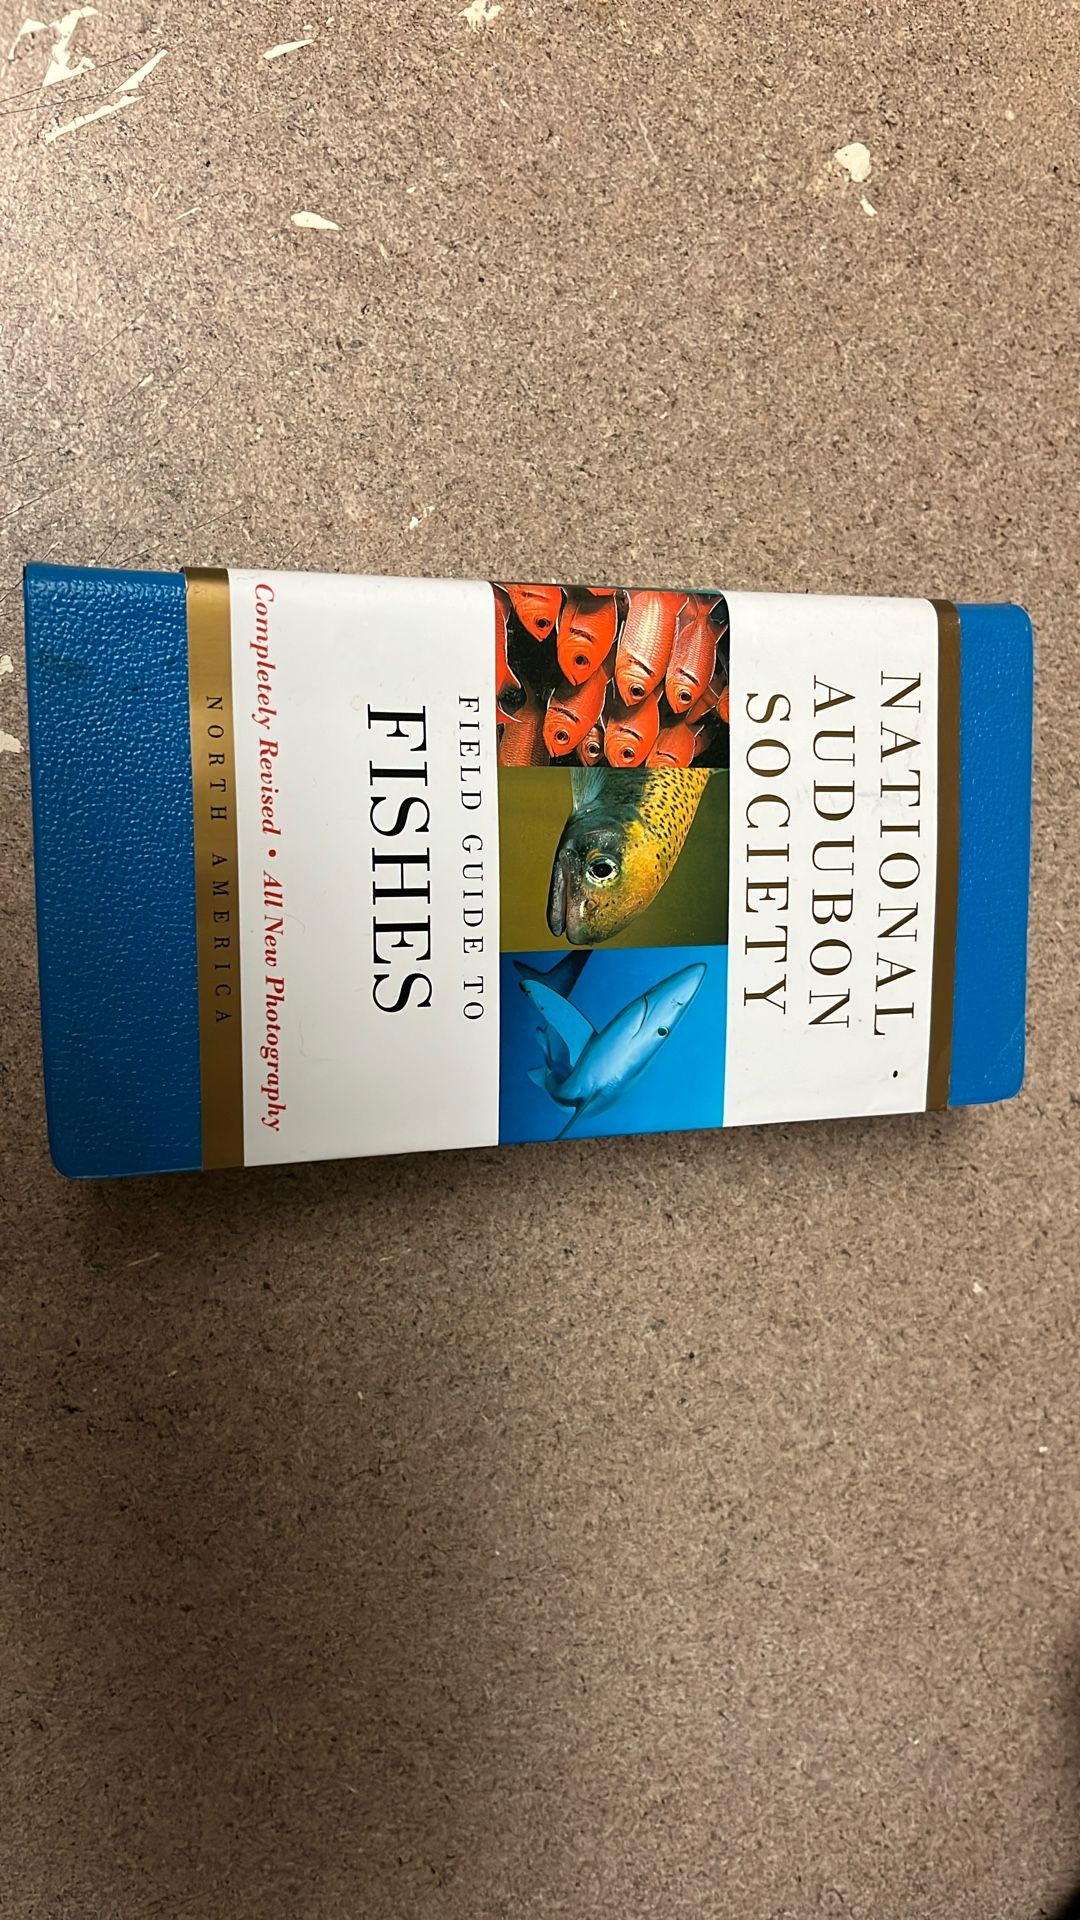 NATIONAL
AUDUBON
SOCIETY
FIELD GUIDE TO
FISHES
Completely Revised • All New Photography
NORTH AMERICA